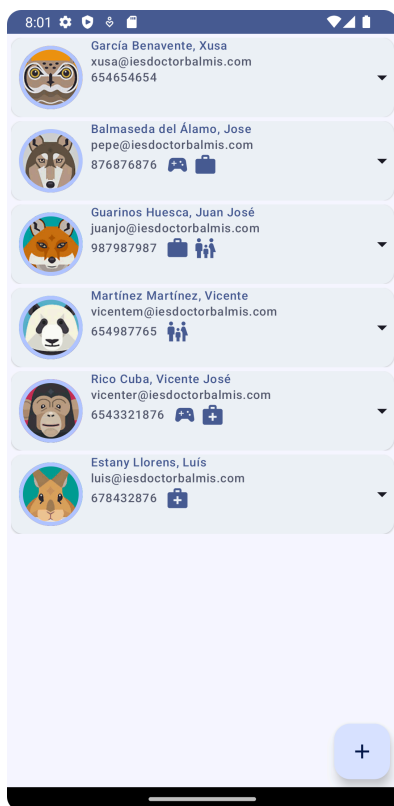 8:01
García Benavente, Xusa
xusa@iesdoctorbalmis.com
654654654
Balmaseda del Álamo, Jose
pepe@iesdoctorbalmis.com
876876876
Guarinos Huesca, Juan José
juanjo@iesdoctorbalmis.com
987987987
Martínez Martínez, Vicente
vicentem@iesdoctorbalmis.com
654987765
Rico Cuba, Vicente José
vicenter@iesdoctorbalmis.com
6543321876
Estany Llorens, Luís
luis@iesdoctorbalmis.com
678432876